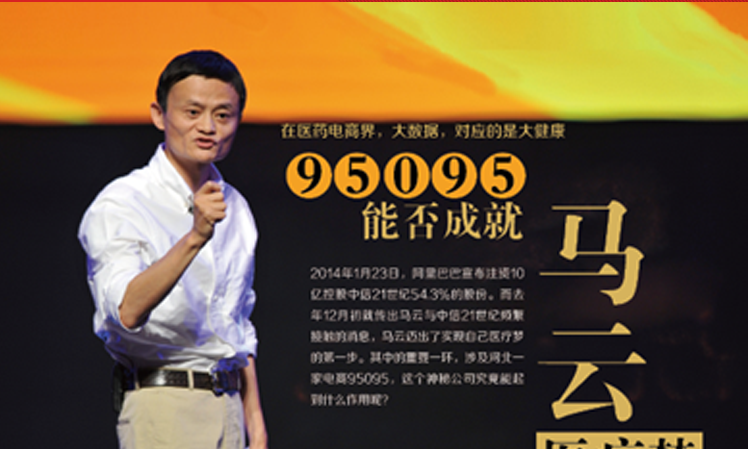 在医药电商界，大数据，对应的是大健康
95095
能否成就
马云
2014年1月23日，阿里巴巴宣布注资10
亿控股中信21世纪54.3%的股份。而去
年12月初就传出马云与中信21世纪频繁
接触的消息，马云迈出了实现自己医疗梦
的第一步。其中的重要一环，涉及河北一
家电商95095，这个神秘公司究竟能起
到什么作用呢？
医疗梦